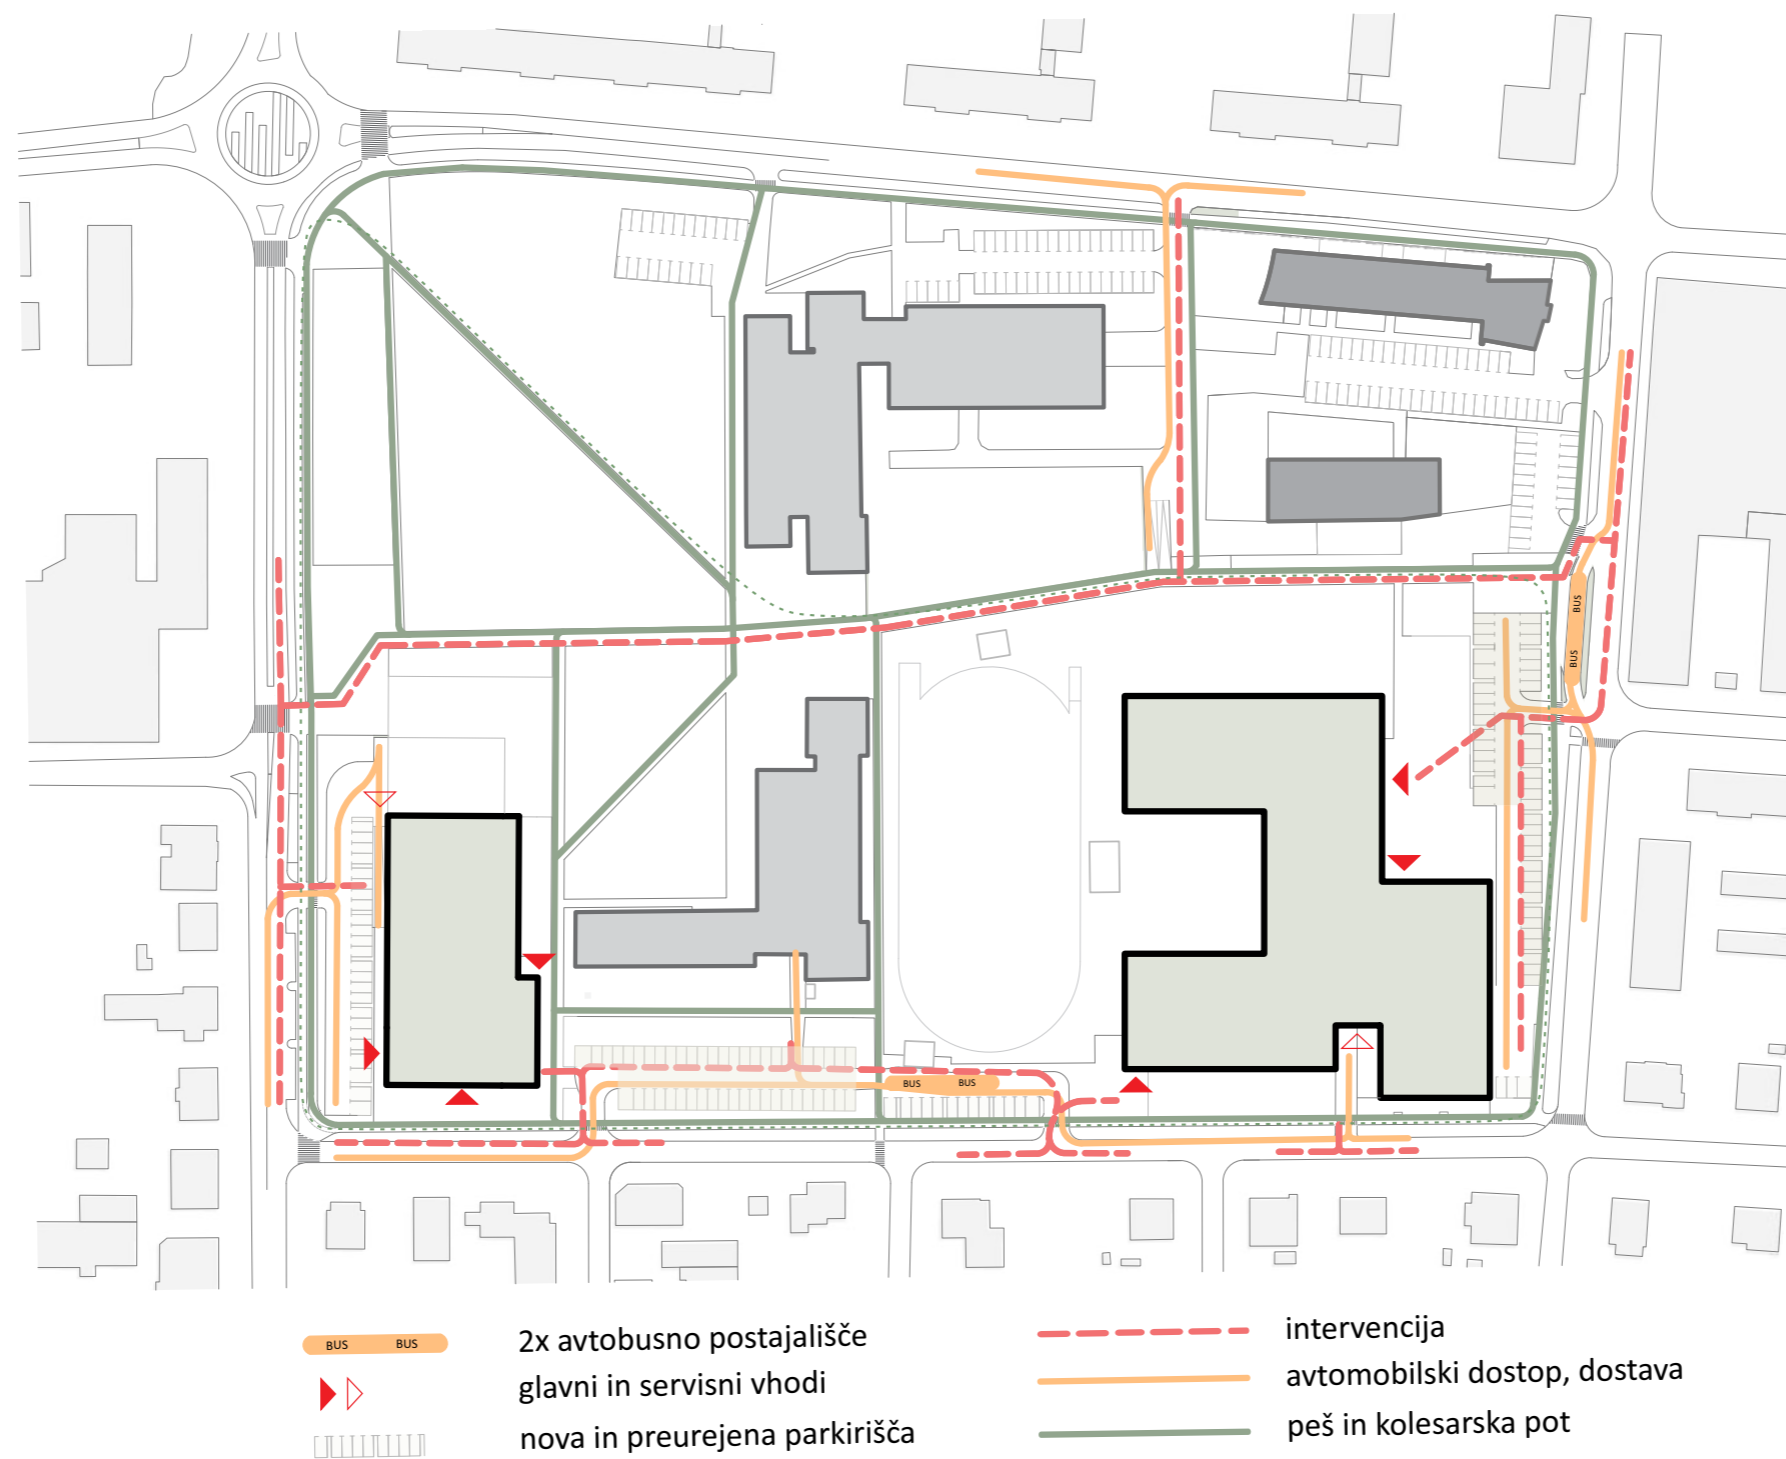 BUS
BUS
BUS BUS
BUS BUS 2x avtobusno postajališče
glavni in servisni vhodi
nova in preurejena parkirišča
intervencija
avtomobilski dostop, dostava
peš in kolesarska pot